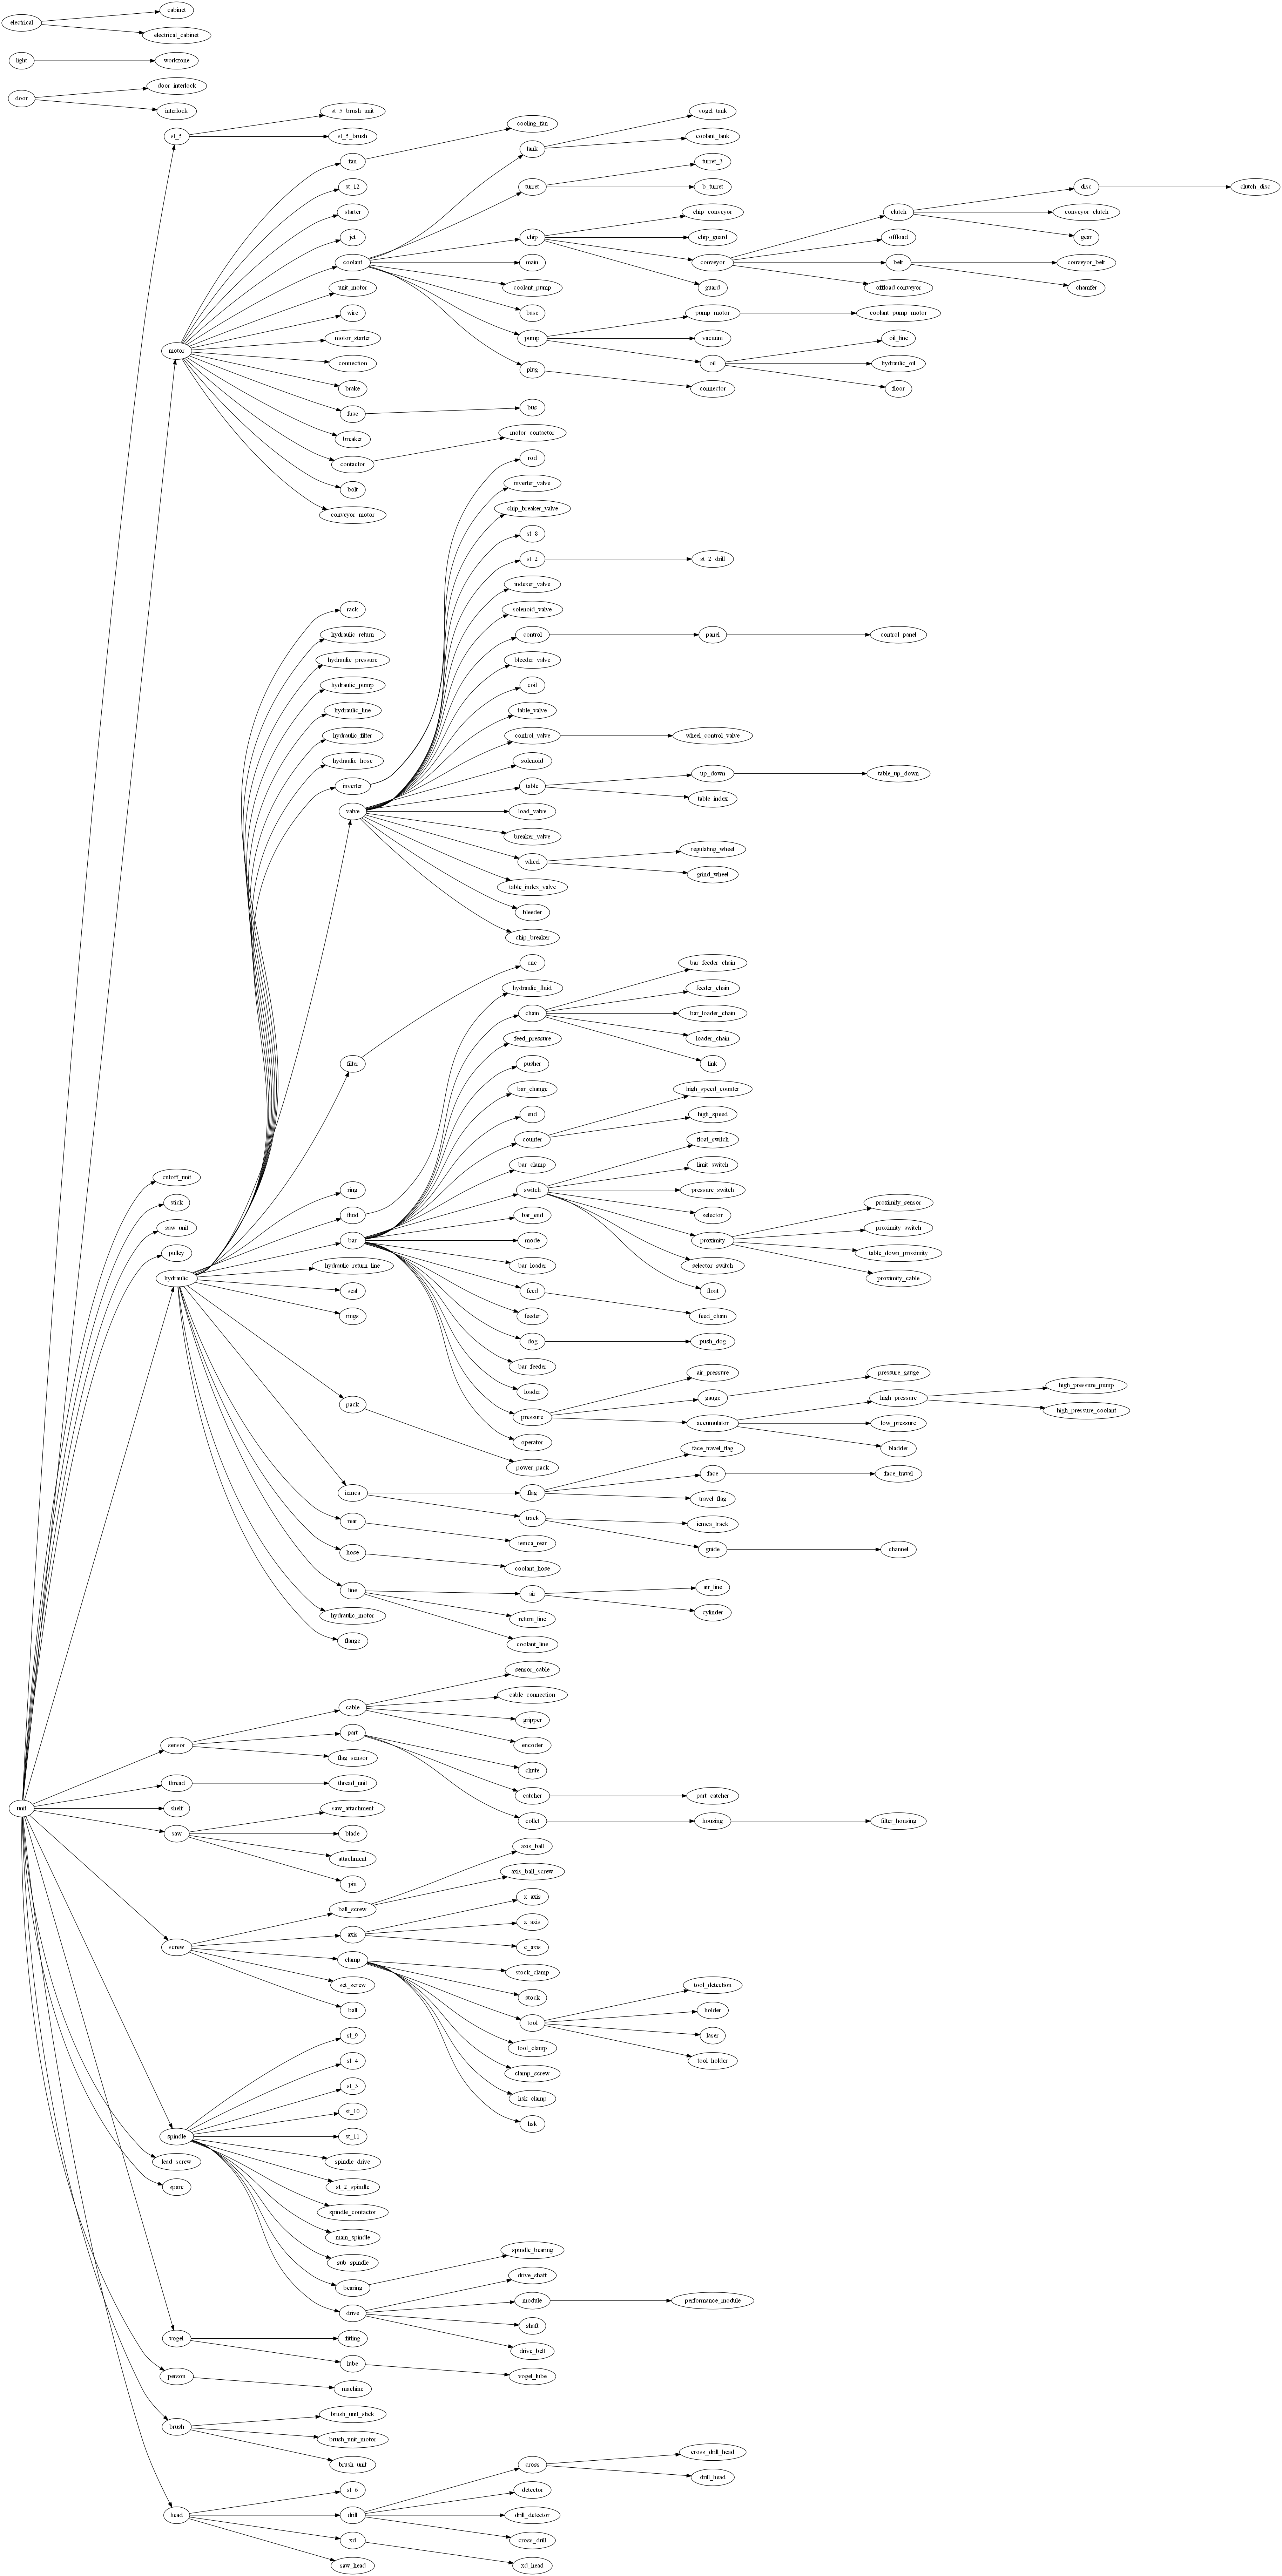 cabinet
electrical
electrical_cabinet
light
workzone
door_interlock
door
interlock
st_5_brush_unit
vogel_tank
cooling_fan
st_5
st_5_brush
coolant_tank
tank
fan
turret_3
st_12
turret
b_turret
disc
clutch_disc
starter
chip_conveyor
clutch
conveyor_clutch
jet
chip
chip_guard
offload
gear
coolant
main
conveyor
belt
conveyor_belt
unit_motor
coolant_pump
guard
offload conveyor
chamfer
wire
base
pump_motor
coolant_pump_motor
motor_starter
pump
vacuum
oil_line
motor
connection
plug
oil
hydraulic_oil
brake
connector
floor
fuse
bns
breaker
motor_contactor
contactor
rod
bolt
inverter_valve
conveyor_motor
chip_breaker_valve
st_8
st_2
st_2_drill
indexer_valve
rack
solenoid_valve
hydraulic_return
control
panel
control_panel
hydraulic_pressure
bleeder_valve
hydraulic_pump
coil
hydraulic_line
table_valve
hydraulic_filter
control_valve
wheel_control_valve
hydraulic_hose
solenoid
inverter
table
up_down
table_up_down
table_index
valve
load_valve
breaker_valve
regulating_wheel
wheel
grind_wheel
table_index_valve
bleeder
chip_breaker
cnc
bar_feeder_chain
hydraulic_fluid
feeder_chain
chain
bar_loader_chain
feed_pressure
loader_chain
filter
pusher
link
bar_change
high_speed_counter
end
high_speed
counter
float_switch
cutoff_unit
bar_clamp
limit_switch
stick
ring
switch
pressure_switch
proximity_sensor
saw_unit
fluid
bar_end
selector
proximity_switch
pulley
bar
mode
proximity
table_down_proximity
hydraulic
hydraulic_return_line
bar_loader
selector_switch
proximity_cable
seal
feed
float
rings
feeder
feed_chain
dog
push_dog
bar_feeder
air_pressure
pressure_gauge
pack
loader
gauge
high_pressure
high_pressure_pump
pressure
accumulator
low_pressure
high_pressure_coolant
operator
face_travel_flag
bladder
power_pack
face
face_travel
iemca
flag
travel_flag
rear
track
iemca_track
iemca_rear
guide
channel
hose
coolant_hose
line
air
air_line
hydraulic_motor
return_line
cylinder
flange
coolant_line
sensor_cable
cable
cable_connection
part
gripper
sensor
flag_sensor
encoder
thread
thread_unit
chute
catcher
part_catcher
unit
shelf
saw_attachment
collet
housing
filter_housing
saw
blade
axis_ball
attachment
axis_ball_screw
pin
x_axis
ball_screw
z_axis
axis
c_axis
screw
clamp
stock_clamp
tool_detection
set_screw
stock
holder
ball
tool
laser
st_9
tool_clamp
tool_holder
st_4
clamp_screw
st_3
hsk_clamp
st_10
hsk
spindle
st_11
lead_screw
spindle_drive
spare
st_2_spindle
spindle_contactor
main_spindle
spindle_bearing
sub_spindle
drive_shaft
bearing
module
performance_module
drive
shaft
vogel
fitting
drive_belt
lube
vogel_lube
person
machine
brush
brush_unit_stick
brush_unit_motor
brush_unit
cross_drill_head
cross
drill_head
st_6
detector
head
drill
drill_detector
xd
cross_drill
saw_head
xd_head